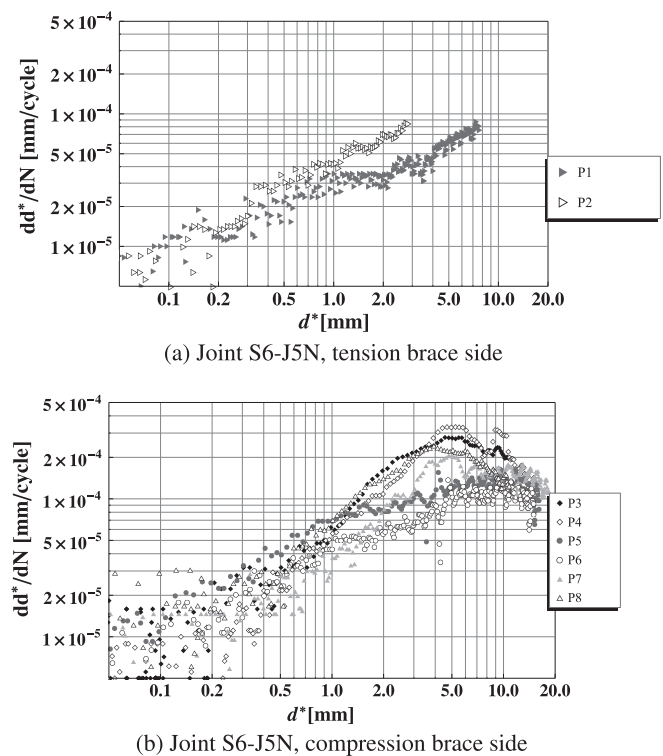 5 × 10⁻⁴
2 × 10⁻⁴
1 × 10⁻⁴
5 × 10⁻⁵
2 × 10⁻⁵
1 × 10⁻⁵
dd*/dN [mm/cycle]
0.1 0.2 0.5 1.0 2.0 5.0 10.0 20.0
d* [mm]
P1
P2
(a) Joint S6-J5N, tension brace side
5 × 10⁻⁴
2 × 10⁻⁴
1 × 10⁻⁴
5 × 10⁻⁵
2 × 10⁻⁵
1 × 10⁻⁵
dd*/dN [mm/cycle]
0.1 0.2 0.5 1.0 2.0 5.0 10.0 20.0
d* [mm]
P3
P4
P5
P6
P7
P8
(b) Joint S6-J5N, compression brace side